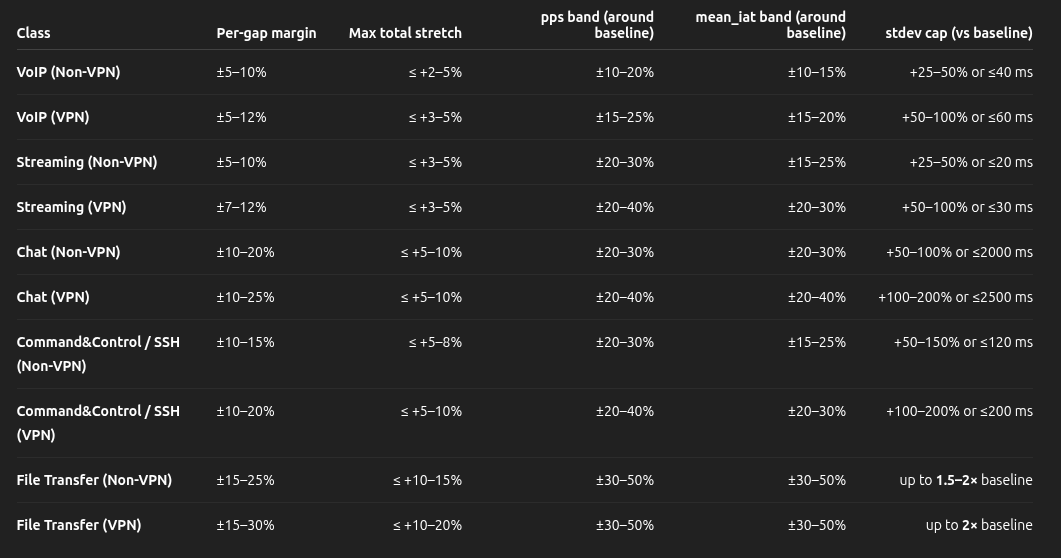 Class Per-gap margin Max total stretch pps band (around baseline) mean_iat band (around baseline) stdev cap (vs baseline)
VoIP (Non-VPN) ±5–10% ≤ +2–5% ±10–20% ±10–15% +25–50% or ≤40 ms
VoIP (VPN) ±5–12% ≤ +3–5% ±15–25% ±15–20% +50–100% or ≤60 ms
Streaming (Non-VPN) ±5–10% ≤ +3–5% ±20–30% ±15–25% +25–50% or ≤20 ms
Streaming (VPN) ±7–12% ≤ +3–5% ±20–40% ±20–30% +50–100% or ≤30 ms
Chat (Non-VPN) ±10–20% ≤ +5–10% ±20–30% ±20–30% +50–100% or ≤2000 ms
Chat (VPN) ±10–25% ≤ +5–10% ±20–40% ±20–40% +100–200% or ≤2500 ms
Command&Control / SSH (Non-VPN) ±10–15% ≤ +5–8% ±20–30% ±15–25% +50–150% or ≤120 ms
Command&Control / SSH (VPN) ±10–20% ≤ +5–10% ±20–40% ±20–30% +100–200% or ≤200 ms
File Transfer (Non-VPN) ±15–25% ≤ +10–15% ±30–50% ±30–50% up to 1.5–2× baseline
File Transfer (VPN) ±15–30% ≤ +10–20% ±30–50% ±30–50% up to 2× baseline